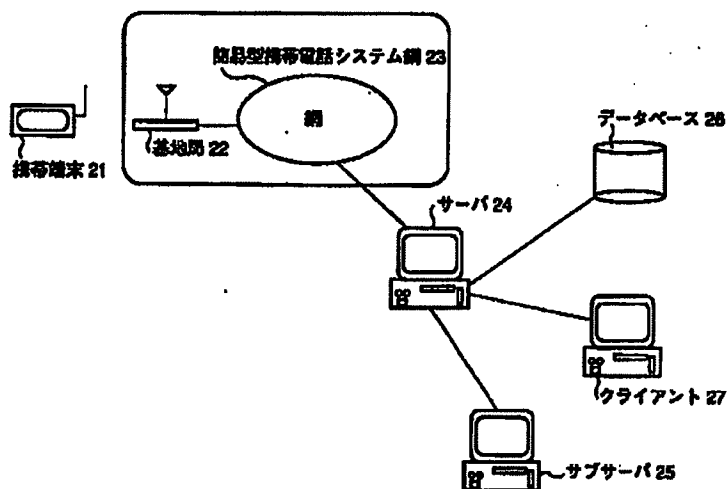 簡易型携帯電話システム網 23
網
基地局 22
携帯端末 21
データベース 26
サーバ 24
クライアント 27
サブサーバ 25